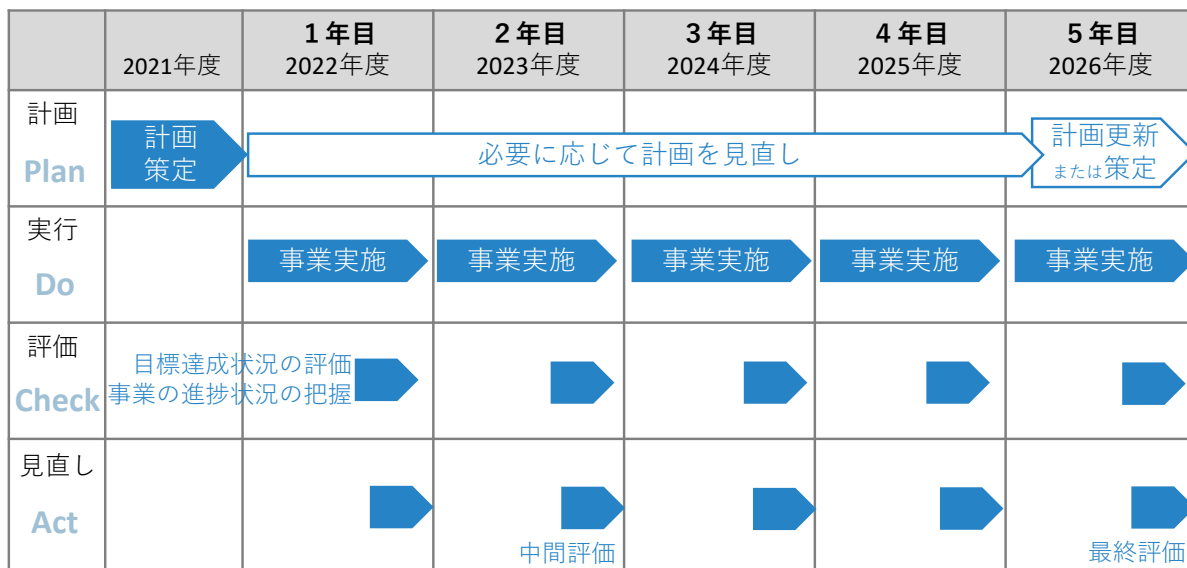 1年目
2年目
3年目
4年目
5年目
2021年度
2022年度
2023年度
2024年度
2025年度
2026年度
計画
Plan
計画
策定
必要に応じて計画を見直し
計画更新
または策定
実行
Do
事業実施
事業実施
事業実施
事業実施
事業実施
評価
Check
目標達成状況の評価
事業の進捗状況の把握
見直し
Act
中間評価
最終評価